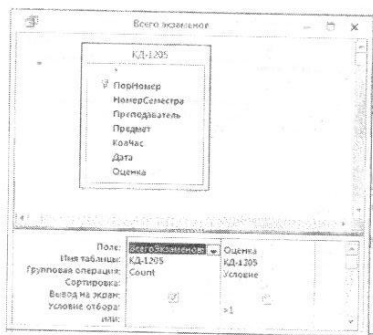 Всего экзаменов
КД-1205
*
ПорНомер
НомерСеместра
Преподаватель
Предмет
КолЧас
Дата
Оценка
Поле: ВсегоЭкзаменов: Оценка
Имя таблицы: КД-1205 КД-1205
Групповая операция: Count Условие
Сортировка:
Вывод на экран:
Условие отбора: >1
или: